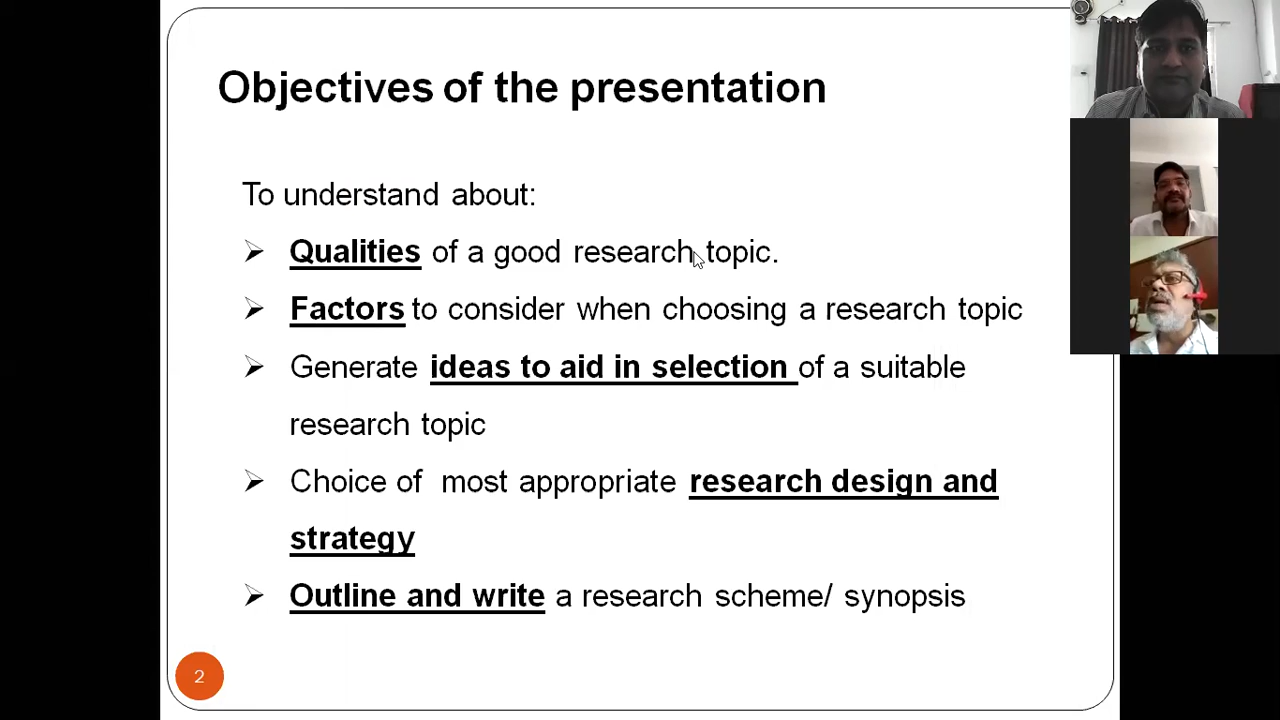 Objectives of the presentation
To understand about:
Qualities of a good research topic.
Factors to consider when choosing a research topic
Generate ideas to aid in selection of a suitable
research topic
Choice of most appropriate research design and
strategy
Outline and write a research scheme/ synopsis
2